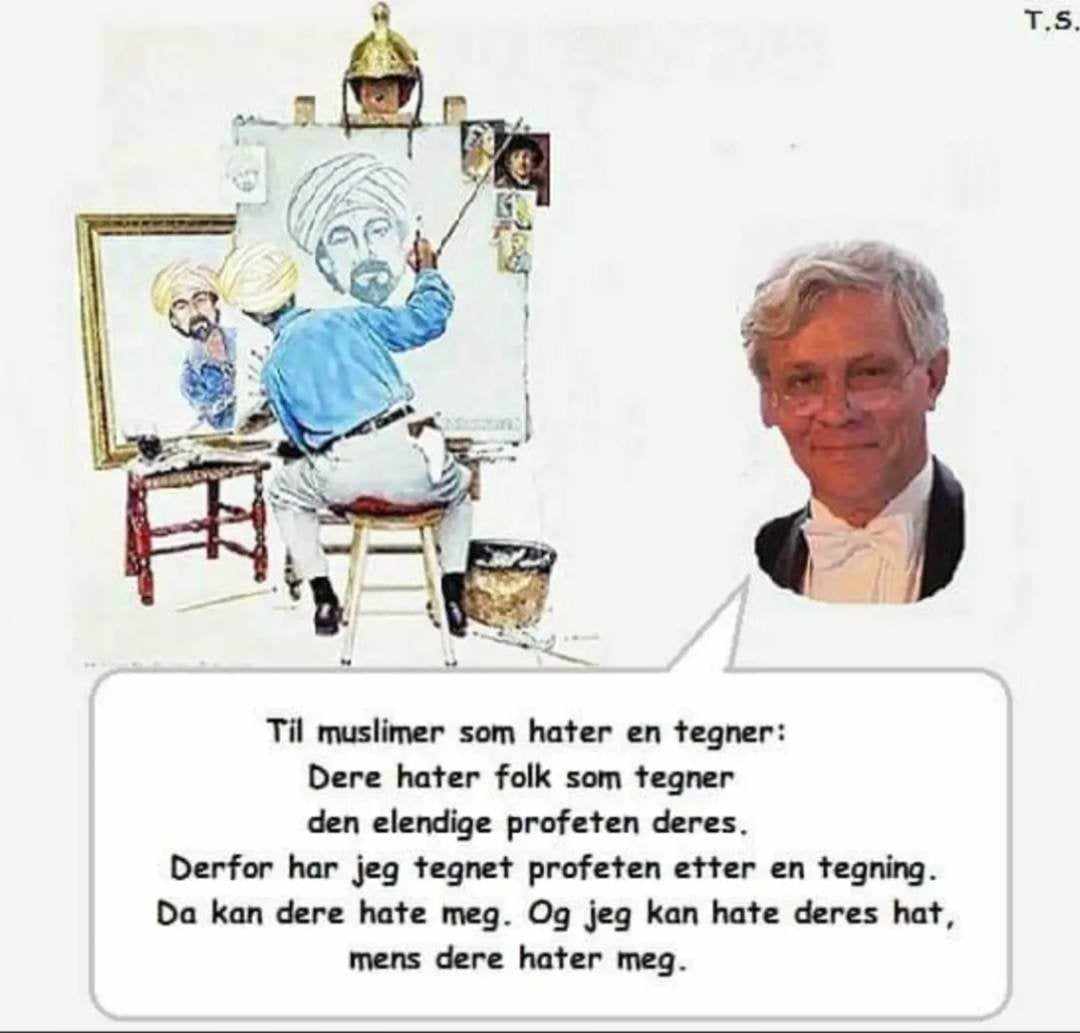 T.S.
Til muslimer som hater en tegner:
Dere hater folk som tegner
den elendige profeten deres.
Derfor har jeg tegnet profeten etter en tegning.
Da kan dere hate meg. Og jeg kan hate deres hat,
mens dere hater meg.